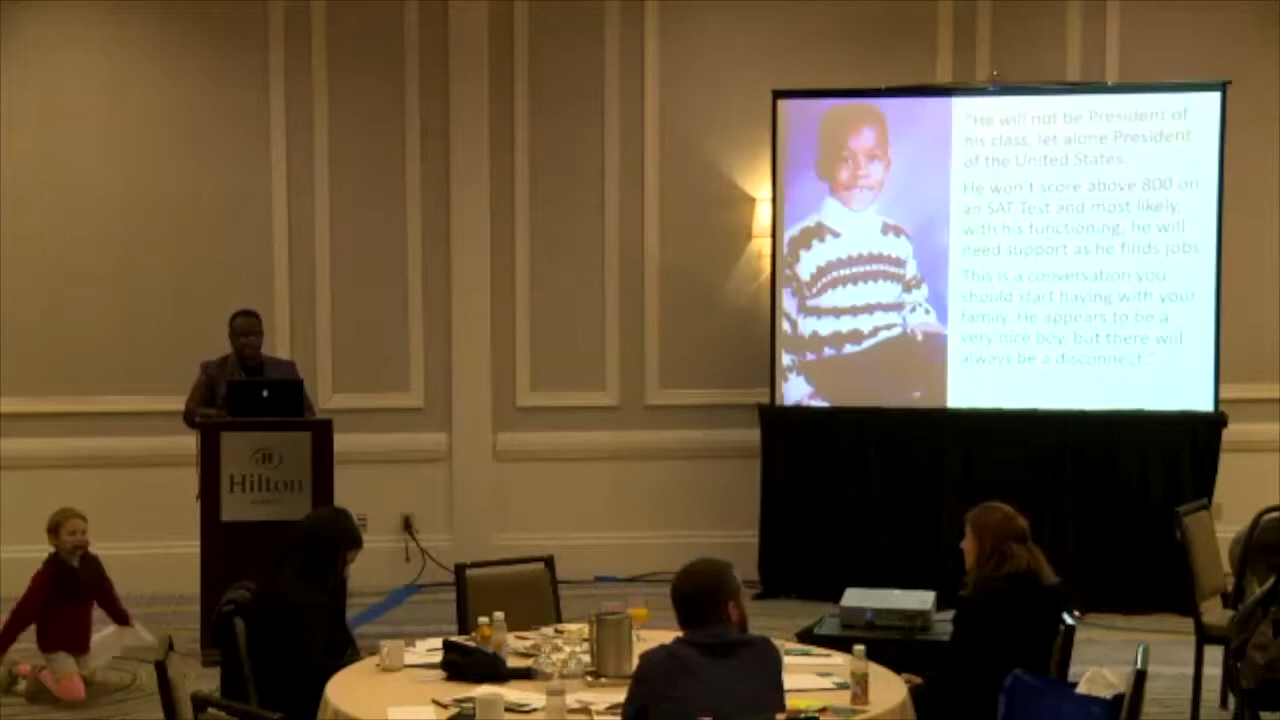 "He will not be President of
his class, let alone President
of the United States.
He won't score above 800 on
an SAT Test and most likely,
with his functioning, he will
need support as he finds jobs.
This is a conversation you
should start having with your
family. He appears to be a
very nice boy, but there will
always be a disconnect."
Hilton